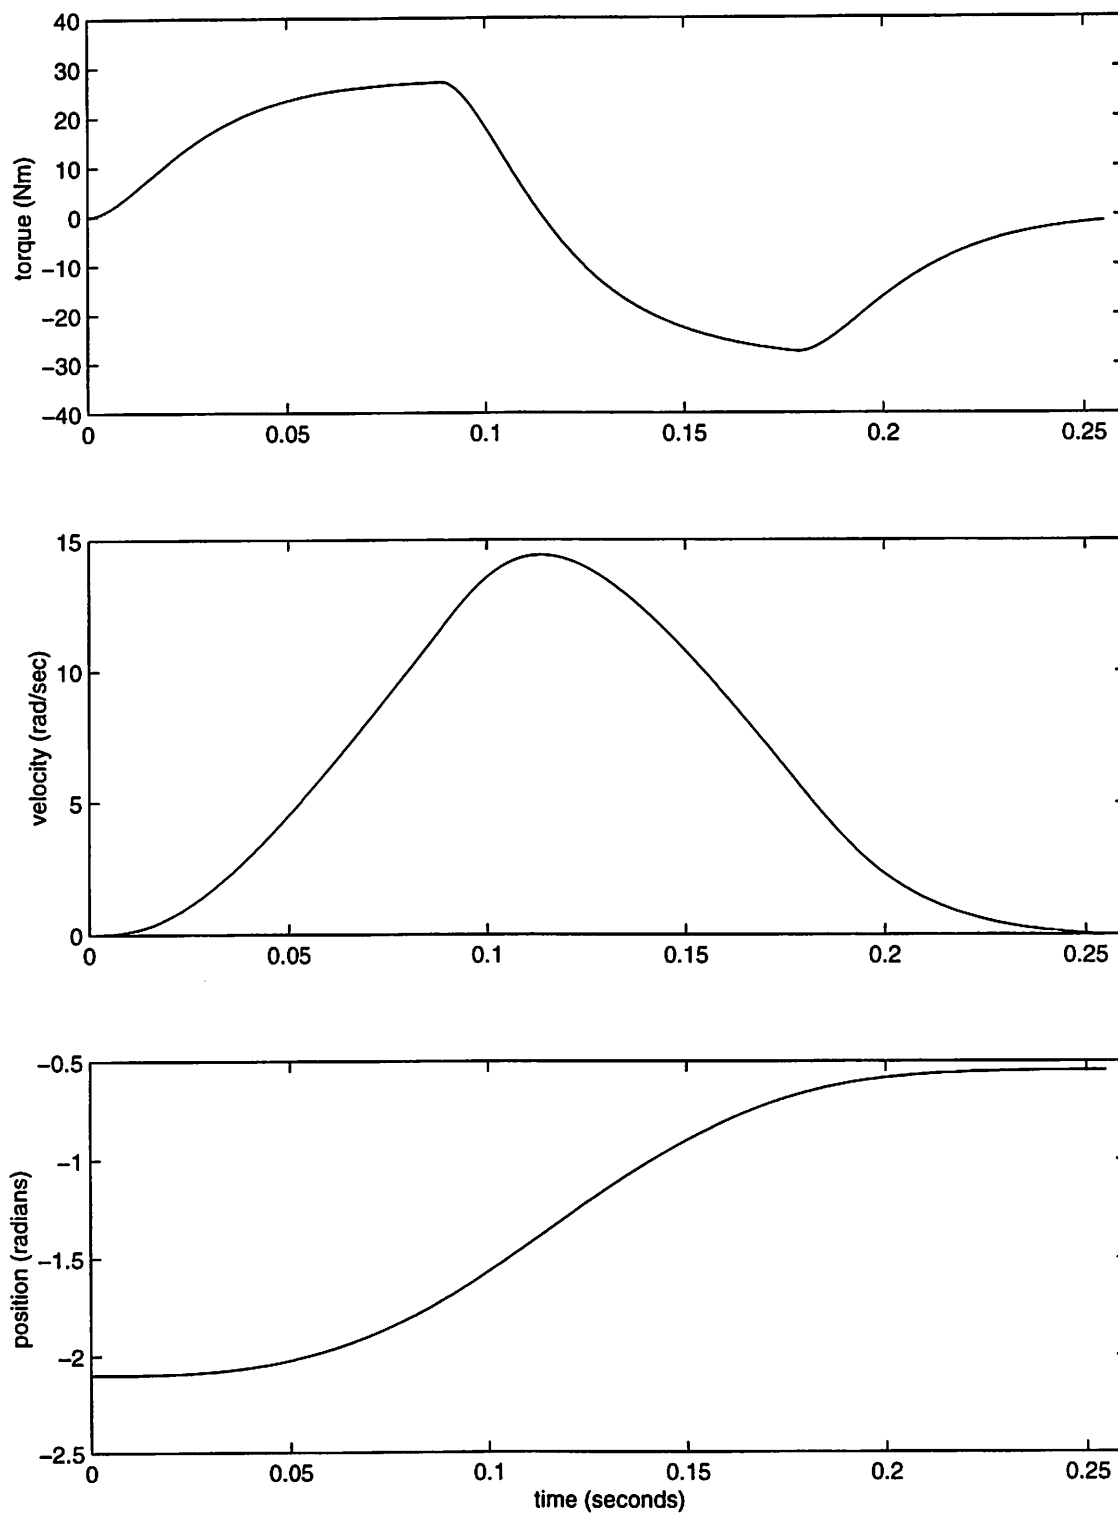 40
30
20
10
0
−10
−20
−30
−40
torque (Nm)
0 0.05 0.1 0.15 0.2 0.25
15
10
5
0
velocity (rad/sec)
0 0.05 0.1 0.15 0.2 0.25
−0.5
−1
−1.5
−2
−2.5
position (radians)
0 0.05 0.1 0.15 0.2 0.25
time (seconds)